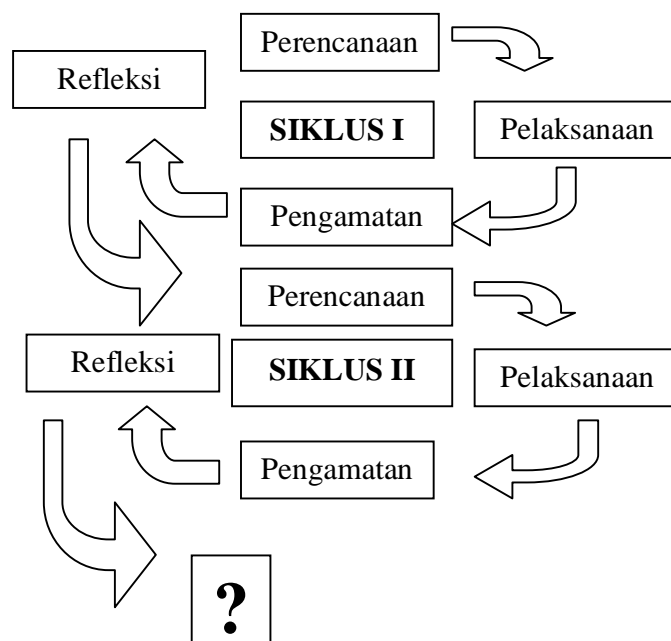 Perencanaan
Refleksi
SIKLUS I
Pelaksanaan
Pengamatan
Perencanaan
Refleksi
SIKLUS II
Pelaksanaan
Pengamatan
?